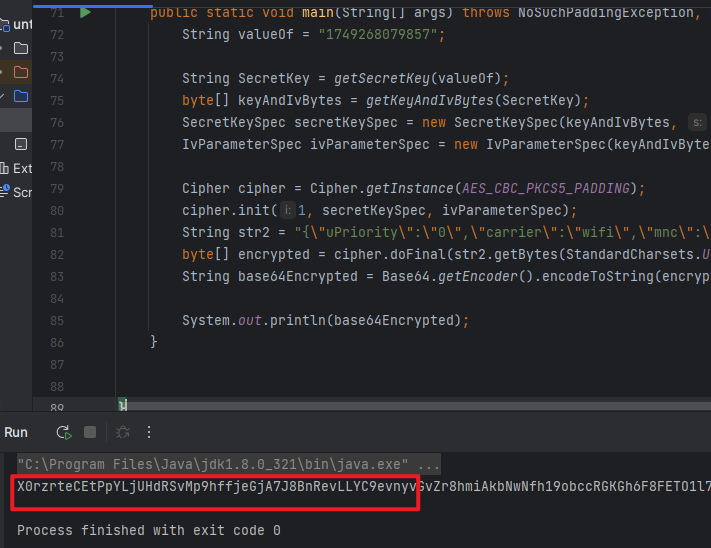 71 public static void main(String[] args) throws NoSuchPaddingException,
unt
72 String valueOf = "1749268079857";
73
74 String SecretKey = getSecretKey(valueOf);
75 byte[] keyAndIvBytes = getKeyAndIvBytes(SecretKey);
76 SecretKeySpec secretKeySpec = new SecretKeySpec(keyAndIvBytes, s:
77 IvParameterSpec ivParameterSpec = new IvParameterSpec(keyAndIvByte
Ext
78
Scr
79 Cipher cipher = Cipher.getInstance(AES_CBC_PKCS5_PADDING);
80 cipher.init(i: 1, secretKeySpec, ivParameterSpec);
81 String str2 = "{\"uPriority\":\"0\",\"carrier\":\"wifi\",\"mnc\":\
82 byte[] encrypted = cipher.doFinal(str2.getBytes(StandardCharsets.U
83 String base64Encrypted = Base64.getEncoder().encodeToString(encryp
84
85 System.out.println(base64Encrypted);
86 }
87
88
89 }
Run
"C:\Program Files\Java\jdk1.8.0_321\bin\java.exe" ...
X0rzrteCEtPpYLjUHdRSvMp9hffjeGjA7J8BnRevLLYC9evnyvGvZr8hmiAkbNwNfh19obccRGKGh6F8FETO1l7
Process finished with exit code 0